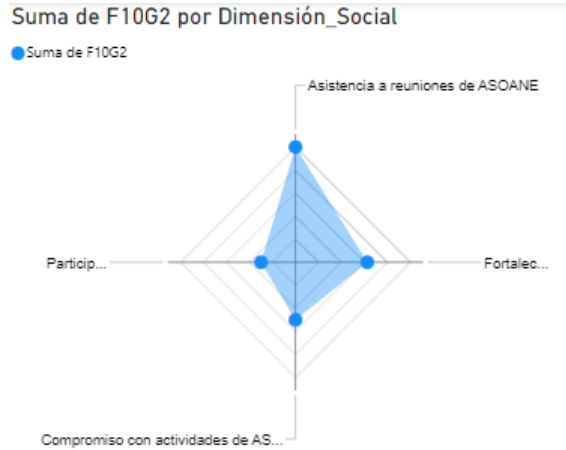 Suma de F10G2 por Dimensión_Social
Suma de F10G2
Asistencia a reuniones de ASOANE
Particip...
Fortalec...
Compromiso con actividades de AS...